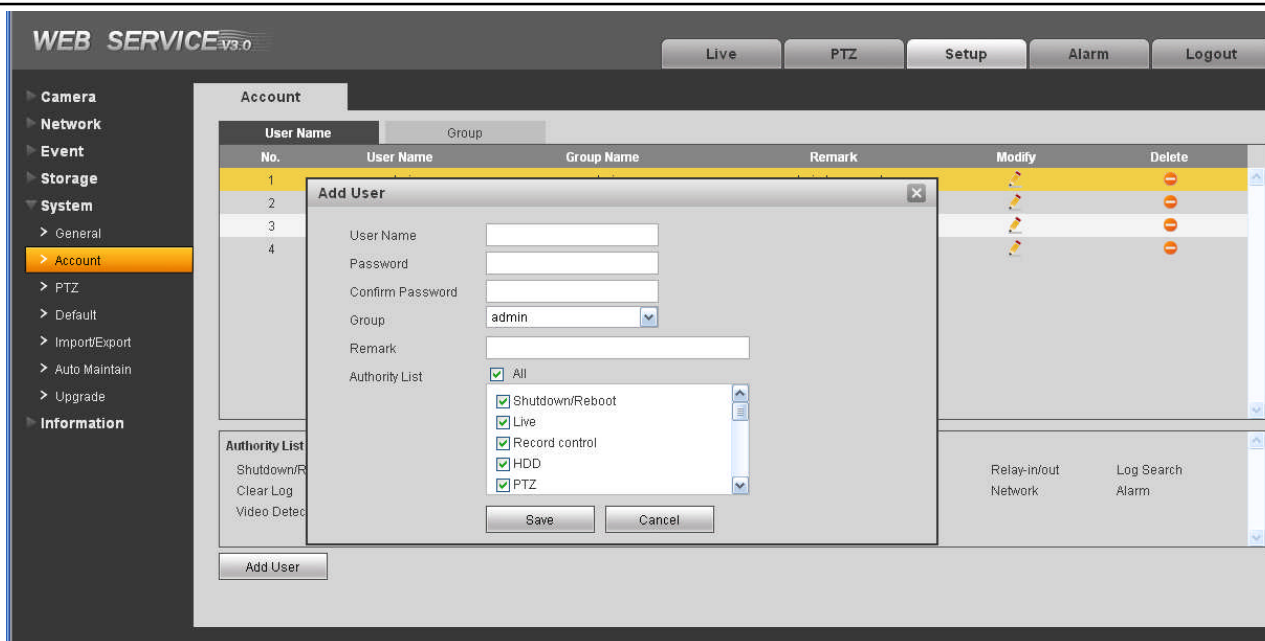 WEB SERVICE V3.0
Live PTZ Setup Alarm Logout
Camera
Network
Event
Storage
System
> General
> Account
> PTZ
> Default
> Import/Export
> Auto Maintain
> Upgrade
Information
Account
User Name Group
No. User Name Group Name Remark Modify Delete
1
2
3
4
Add User
User Name
Password
Confirm Password
Group admin
Remark
Authority List All
Shutdown/Reboot
Live
Record control
HDD
PTZ
Save Cancel
Authority List
Shutdown/R Relay-in/out Log Search
Clear Log Network Alarm
Video Detec
Add User